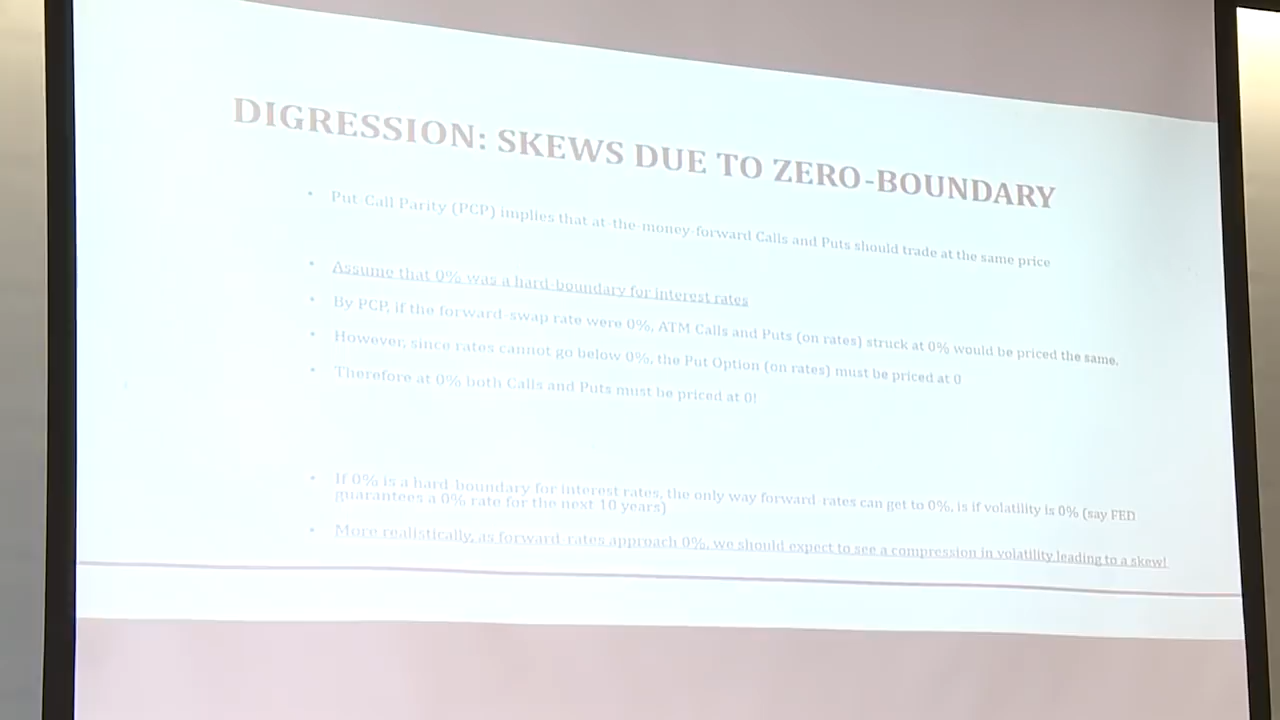 DIGRESSION: SKEWS DUE TO ZERO-BOUNDARY
• Put-Call Parity (PCP) implies that at-the-money-forward Calls and Puts should trade at the same price
• Assume that 0% was a hard-boundary for interest rates
• By PCP, if the forward-swap rate were 0%, ATM Calls and Puts (on rates) struck at 0% would be priced the same.
• However, since rates cannot go below 0%, the Put Option (on rates) must be priced at 0
• Therefore at 0% both Calls and Puts must be priced at 0!
• If 0% is a hard-boundary for interest rates, the only way forward-rates can get to 0%, is if volatility is 0% (say FED
guarantees a 0% rate for the next 10 years)
• More realistically, as forward-rates approach 0%, we should expect to see a compression in volatility leading to a skew!